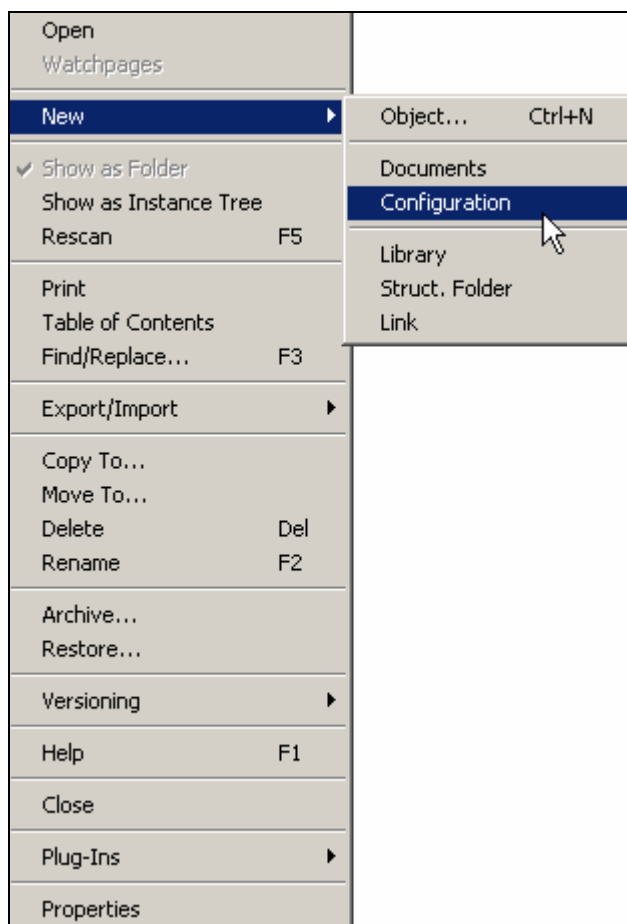 Open
Watchpages
New
Object... Ctrl+N
Documents
Configuration
Library
Struct. Folder
Link
Show as Folder
Show as Instance Tree
Rescan F5
Print
Table of Contents
Find/Replace... F3
Export/Import
Copy To...
Move To...
Delete Del
Rename F2
Archive...
Restore...
Versioning
Help F1
Close
Plug-Ins
Properties